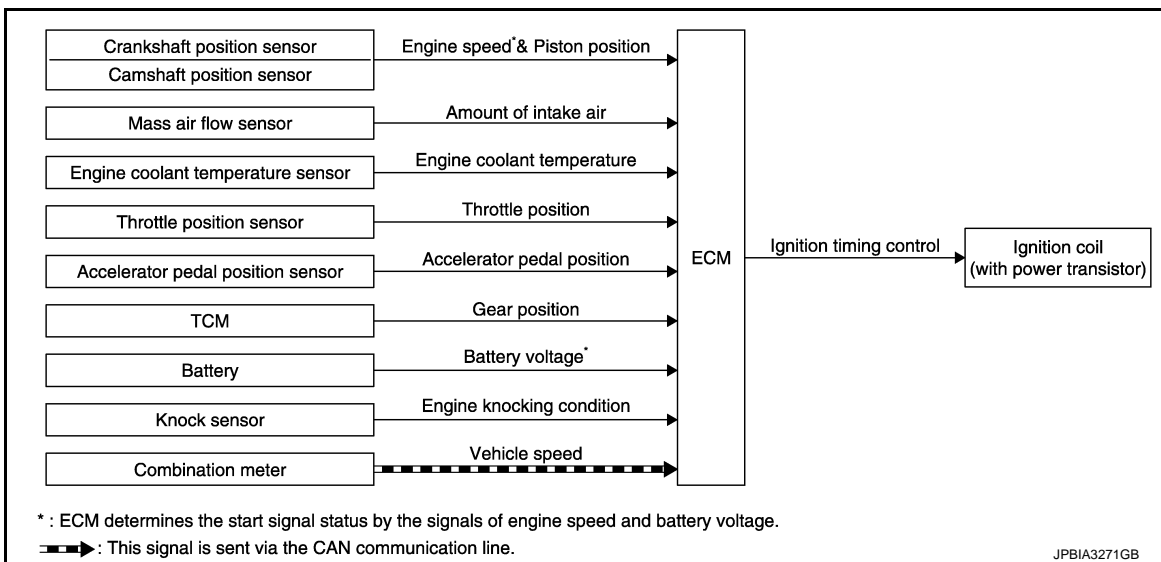 Crankshaft position sensor
Camshaft position sensor
Engine speed*& Piston position
Mass air flow sensor
Amount of intake air
Engine coolant temperature sensor
Engine coolant temperature
Throttle position sensor
Throttle position
Accelerator pedal position sensor
Accelerator pedal position
TCM
Gear position
Battery
Battery voltage*
Knock sensor
Engine knocking condition
Combination meter
Vehicle speed
ECM
Ignition timing control
Ignition coil
(with power transistor)
* : ECM determines the start signal status by the signals of engine speed and battery voltage.
: This signal is sent via the CAN communication line.
JPBIA3271GB